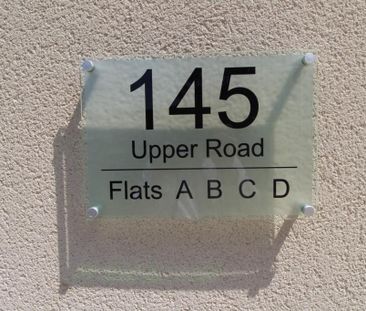 145
Upper Road
Flats A B C D